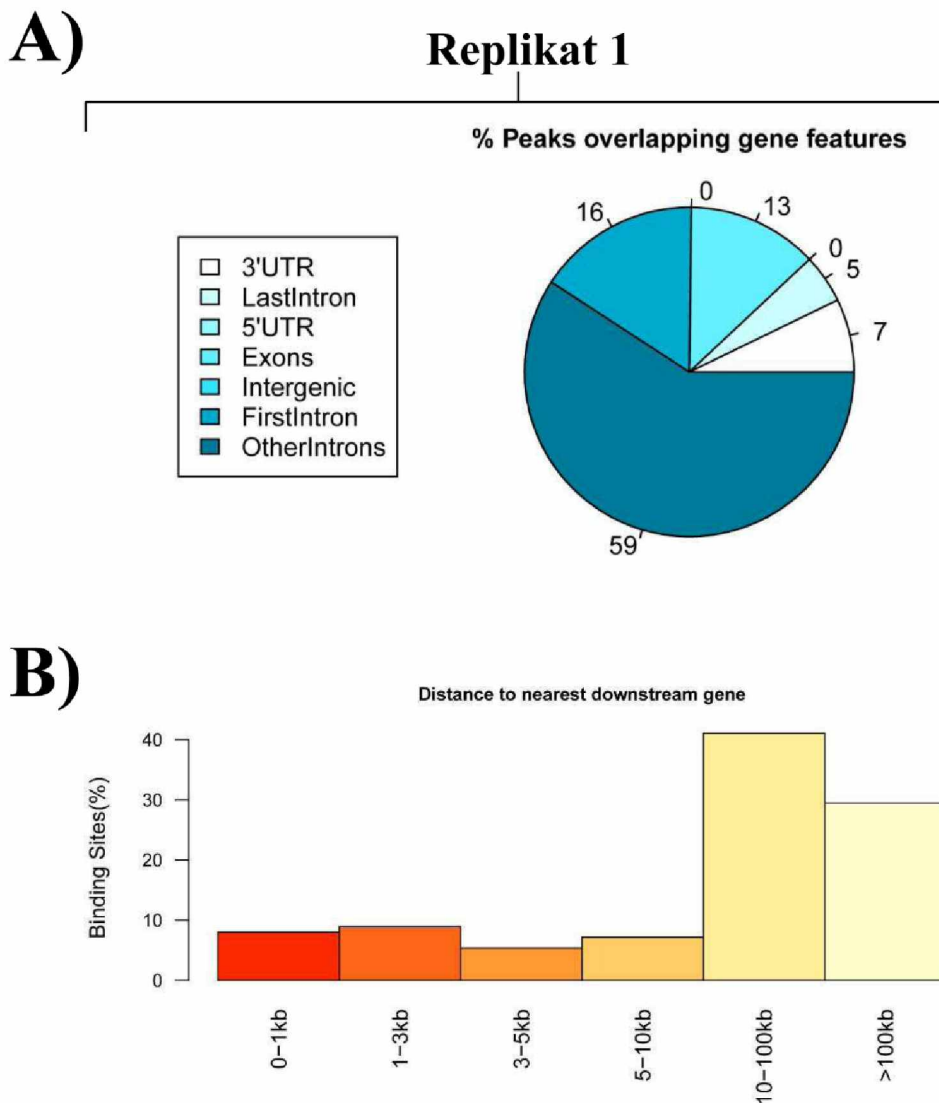 A)
Replikat 1
% Peaks overlapping gene features
3'UTR
LastIntron
5'UTR
Exons
Intergenic
FirstIntron
OtherIntrons
0
16
13
0
5
7
59
B)
Distance to nearest downstream gene
Binding Sites(%)
40
30
20
10
0
0-1kb
1-3kb
3-5kb
5-10kb
10-100kb
>100kb